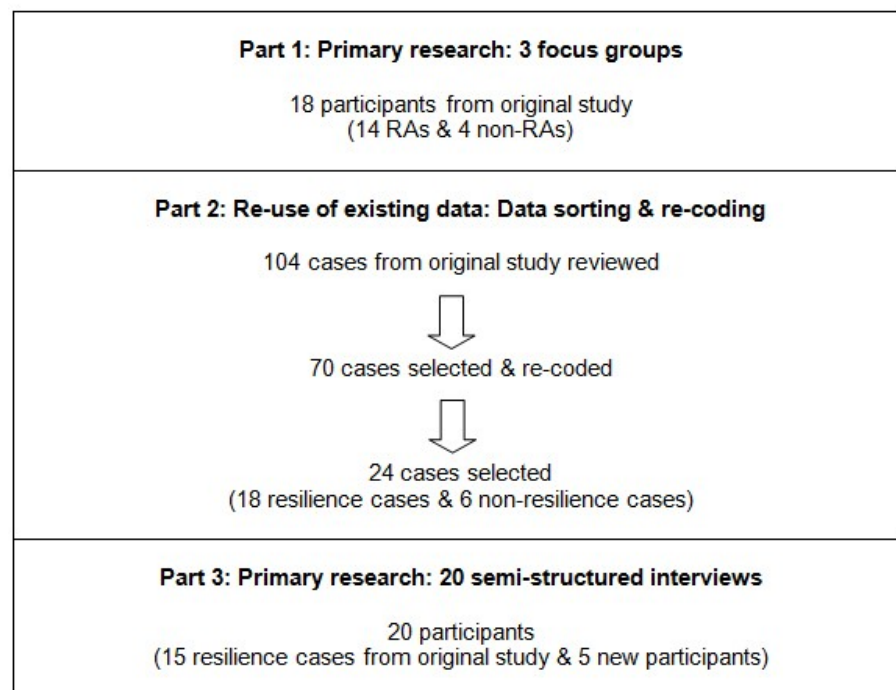 Part 1: Primary research: 3 focus groups
18 participants from original study
(14 RAs & 4 non-RAs)
Part 2: Re-use of existing data: Data sorting & re-coding
104 cases from original study reviewed
70 cases selected & re-coded
24 cases selected
(18 resilience cases & 6 non-resilience cases)
Part 3: Primary research: 20 semi-structured interviews
20 participants
(15 resilience cases from original study & 5 new participants)